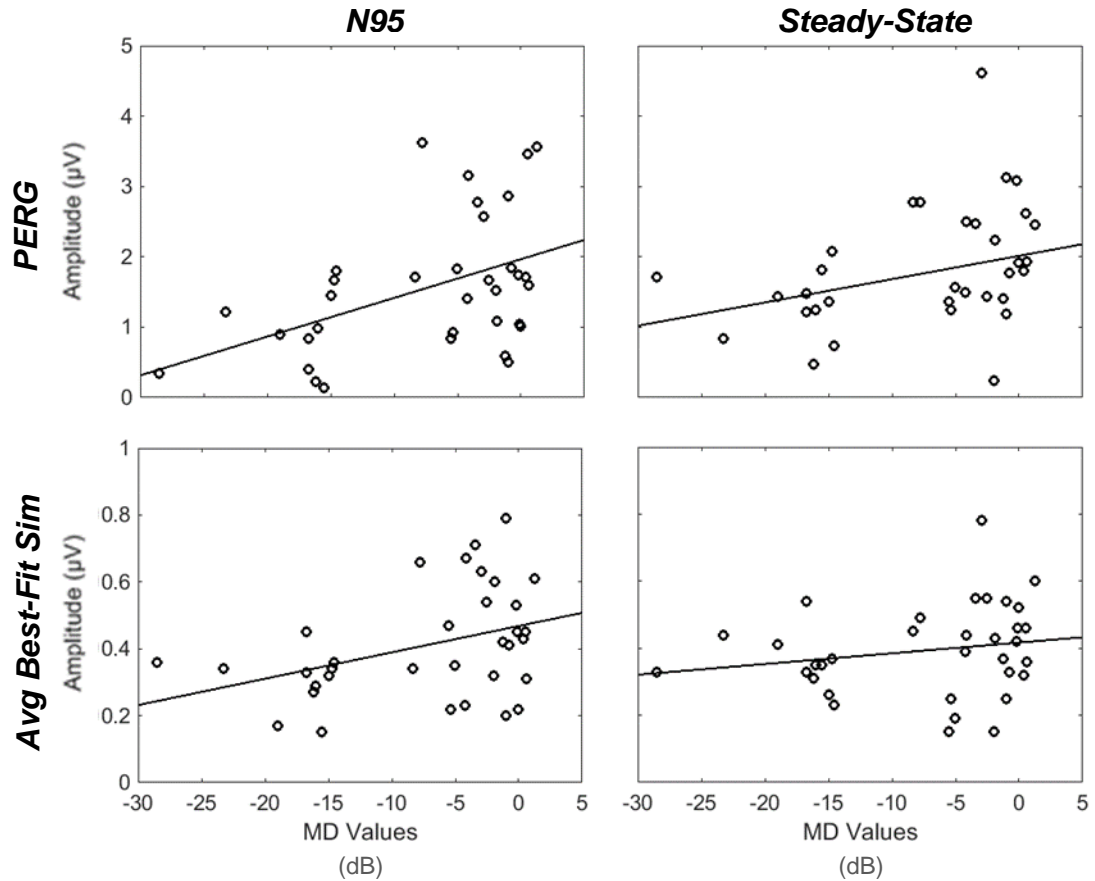 N95
Steady-State
PERG
Amplitude (µV)
5
4
3
2
1
0
Avg Best-Fit Sim
Amplitude (µV)
1
0.8
0.6
0.4
0.2
0
-30 -25 -20 -15 -10 -5 0 5
MD Values
(dB)
-30 -25 -20 -15 -10 -5 0 5
MD Values
(dB)